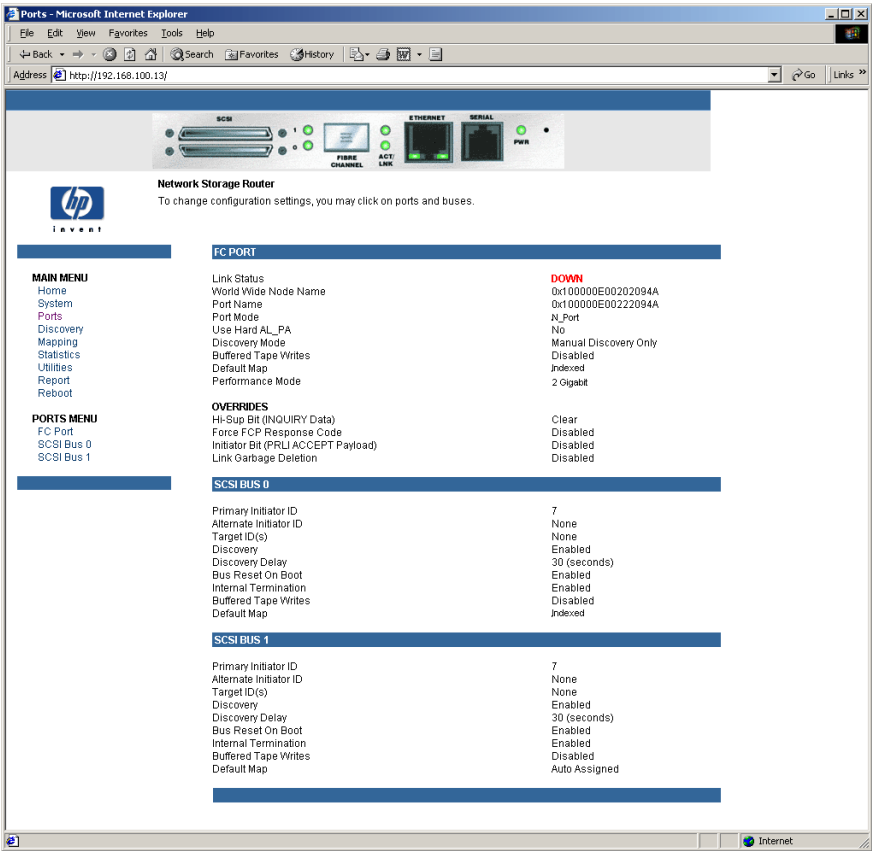 Ports - Microsoft Internet Explorer
File Edit View Favorites Tools Help
Back Search Favorites History
Address http://192.168.100.13/ Go Links »
SCSI 1 0 FIBRE CHANNEL ACT/ LNK ETHERNET SERIAL PWR
hp
invent
Network Storage Router
To change configuration settings, you may click on ports and buses.
MAIN MENU
Home
System
Ports
Discovery
Mapping
Statistics
Utilities
Report
Reboot
PORTS MENU
FC Port
SCSI Bus 0
SCSI Bus 1
FC PORT
Link Status DOWN
World Wide Node Name 0x100000E00202094A
Port Name 0x100000E00222094A
Port Mode N_Port
Use Hard AL_PA No
Discovery Mode Manual Discovery Only
Buffered Tape Writes Disabled
Default Map Indexed
Performance Mode 2 Gigabit
OVERRIDES
Hi-Sup Bit (INQUIRY Data) Clear
Force FCP Response Code Disabled
Initiator Bit (PRLI ACCEPT Payload) Disabled
Link Garbage Deletion Disabled
SCSI BUS 0
Primary Initiator ID 7
Alternate Initiator ID None
Target ID(s) None
Discovery Enabled
Discovery Delay 30 (seconds)
Bus Reset On Boot Enabled
Internal Termination Enabled
Buffered Tape Writes Disabled
Default Map Indexed
SCSI BUS 1
Primary Initiator ID 7
Alternate Initiator ID None
Target ID(s) None
Discovery Enabled
Discovery Delay 30 (seconds)
Bus Reset On Boot Enabled
Internal Termination Enabled
Buffered Tape Writes Disabled
Default Map Auto Assigned
Internet